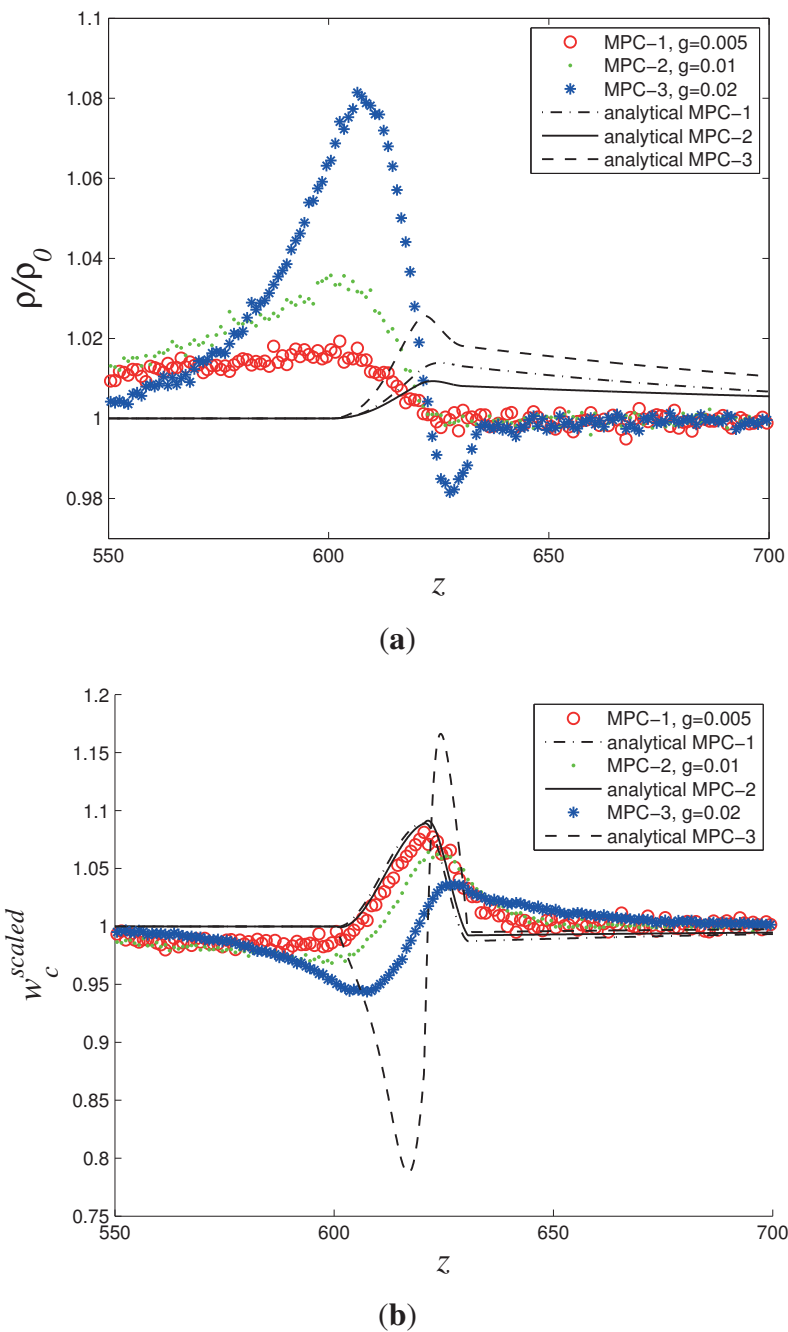 1.1
1.08
1.06
1.04
1.02
1
0.98
ρ/ρ0
MPC−1, g=0.005
MPC−2, g=0.01
MPC−3, g=0.02
analytical MPC−1
analytical MPC−2
analytical MPC−3
550 600 650 700
z
(a)
1.2
1.15
1.1
1.05
1
0.95
0.9
0.85
0.8
0.75
w_c^scaled
MPC−1, g=0.005
analytical MPC−1
MPC−2, g=0.01
analytical MPC−2
MPC−3, g=0.02
analytical MPC−3
550 600 650 700
z
(b)